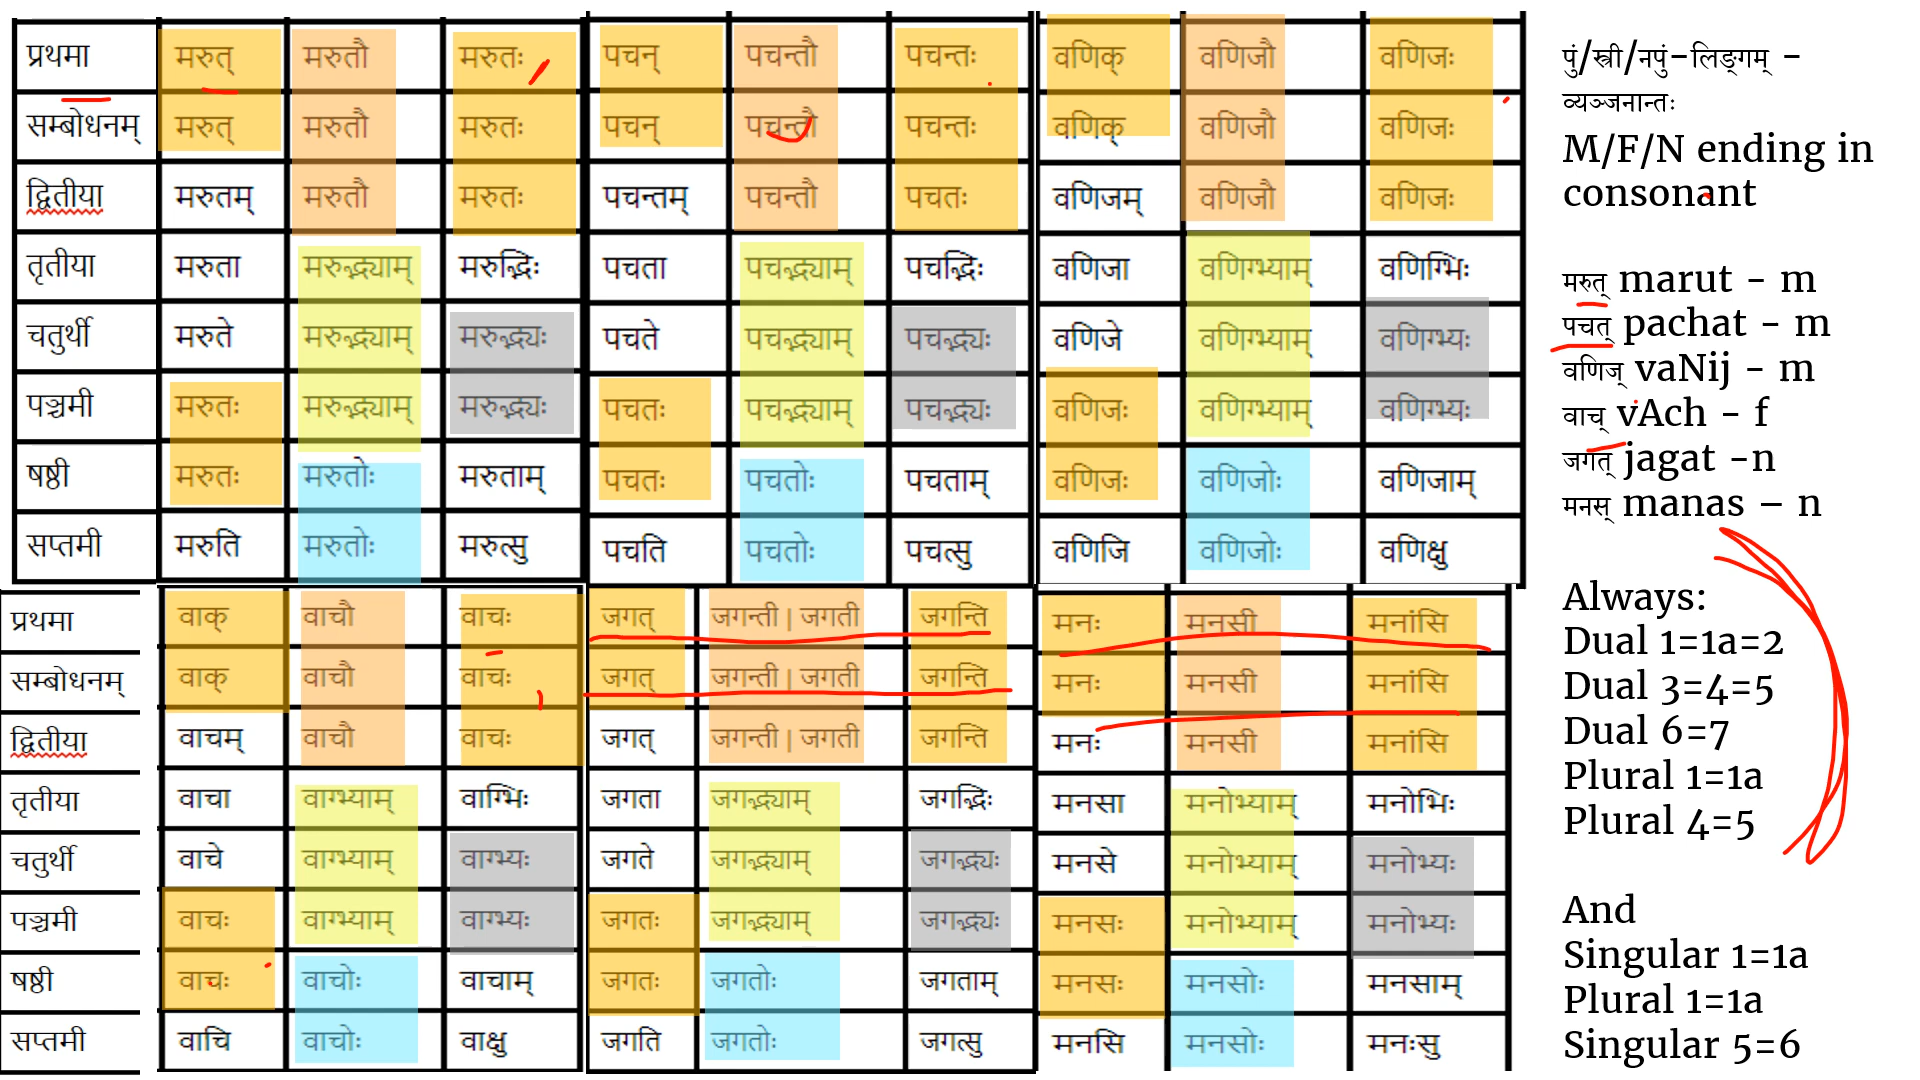 प्रथमा मरुत् मरुतौ मरुतः पचन् पचन्तौ पचन्तः वणिक् वणिजौ वणिजः
सम्बोधनम् मरुत् मरुतौ मरुतः पचन् पचन्तौ पचन्तः वणिक् वणिजौ वणिजः
द्वितीया मरुतम् मरुतौ मरुतः पचन्तम् पचन्तौ पचतः वणिजम् वणिजौ वणिजः
तृतीया मरुता मरुद्भ्याम् मरुद्भिः पचता पचद्भ्याम् पचद्भिः वणिजा वणिग्भ्याम् वणिग्भिः
चतुर्थी मरुते मरुद्भ्याम् मरुद्भ्यः पचते पचद्भ्याम् पचद्भ्यः वणिजे वणिग्भ्याम् वणिग्भ्यः
पञ्चमी मरुतः मरुद्भ्याम् मरुद्भ्यः पचतः पचद्भ्याम् पचद्भ्यः वणिजः वणिग्भ्याम् वणिग्भ्यः
षष्ठी मरुतः मरुतोः मरुताम् पचतः पचतोः पचताम् वणिजः वणिजोः वणिजाम्
सप्तमी मरुति मरुतोः मरुत्सु पचति पचतोः पचत्सु वणिजि वणिजोः वणिक्षु
प्रथमा वाक् वाचौ वाचः जगत् जगन्ती | जगती जगन्ति मनः मनसी मनांसि
सम्बोधनम् वाक् वाचौ वाचः जगत् जगन्ती | जगती जगन्ति मनः मनसी मनांसि
द्वितीया वाचम् वाचौ वाचः जगत् जगन्ती | जगती जगन्ति मनः मनसी मनांसि
तृतीया वाचा वाग्भ्याम् वाग्भिः जगता जगद्भ्याम् जगद्भिः मनसा मनोभ्याम् मनोभिः
चतुर्थी वाचे वाग्भ्याम् वाग्भ्यः जगते जगद्भ्याम् जगद्भ्यः मनसे मनोभ्याम् मनोभ्यः
पञ्चमी वाचः वाग्भ्याम् वाग्भ्यः जगतः जगद्भ्याम् जगद्भ्यः मनसः मनोभ्याम् मनोभ्यः
षष्ठी वाचः वाचोः वाचाम् जगतः जगतोः जगताम् मनसः मनसोः मनसाम्
सप्तमी वाचि वाचोः वाक्षु जगति जगतोः जगत्सु मनसि मनसोः मनःसु
पुं/स्त्री/नपुं-लिङ्गम् -
व्यञ्जनान्तः
M/F/N ending in
consonant
मरुत् marut - m
पचत् pachat - m
वणिज् vaNij - m
वाच् vAch - f
जगत् jagat -n
मनस् manas – n
Always:
Dual 1=1a=2
Dual 3=4=5
Dual 6=7
Plural 1=1a
Plural 4=5
And
Singular 1=1a
Plural 1=1a
Singular 5=6